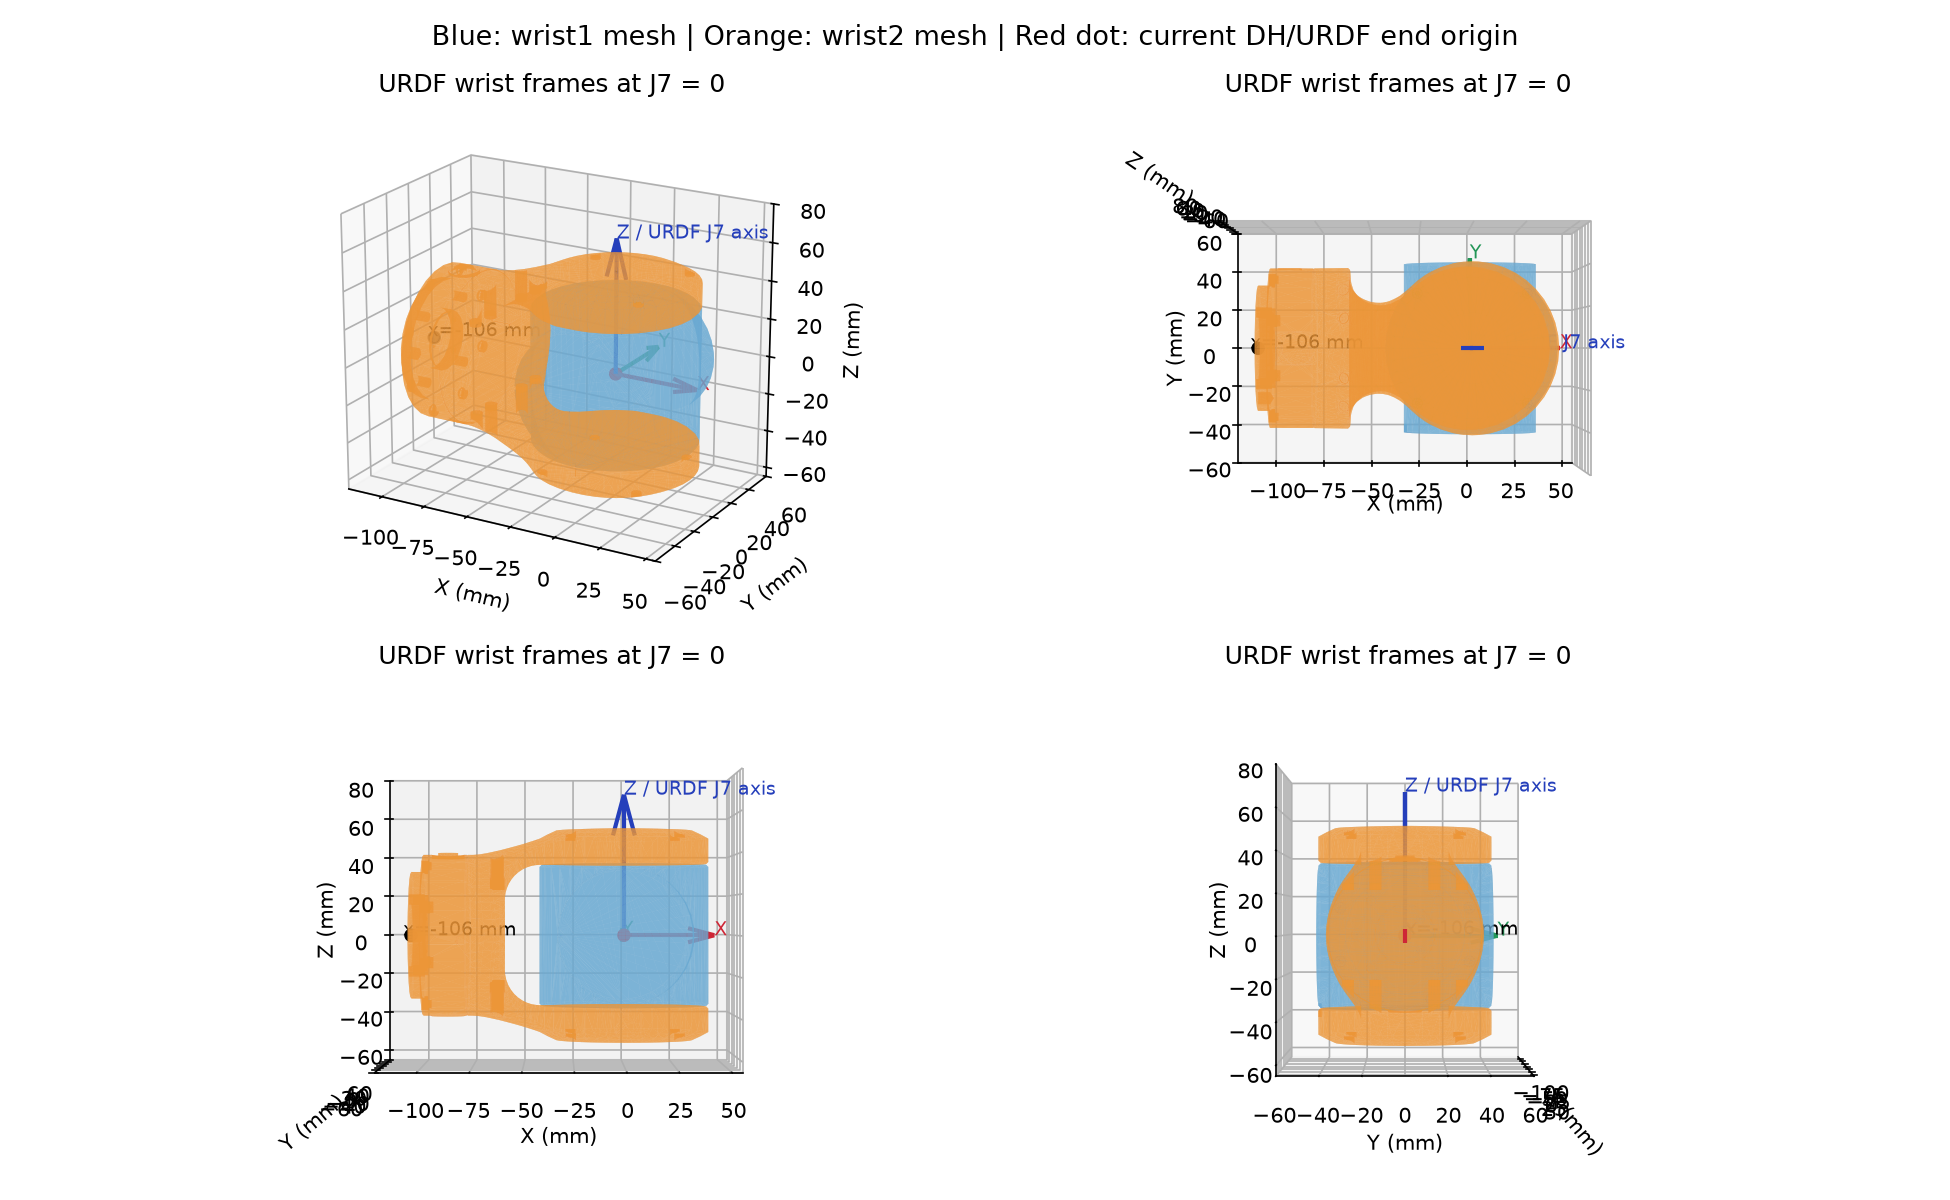 Blue: wrist1 mesh | Orange: wrist2 mesh | Red dot: current DH/URDF end origin
URDF wrist frames at J7 = 0
Z / URDF J7 axis
x=-106 mm
Y
X
80
60
40
20
0
−20
−40
−60
Z (mm)
−100
−75
−50
−25
0
25
50
X (mm)
−60
−40
−20
0
20
40
60
Y (mm)
URDF wrist frames at J7 = 0
Z (mm)
60
40
20
0
−20
−40
−60
Y (mm)
Y
x=-106 mm
X
J7 axis
−100
−75
−50
−25
0
25
50
X (mm)
URDF wrist frames at J7 = 0
Z / URDF J7 axis
80
60
40
20
0
−20
−40
−60
Z (mm)
x=-106 mm
Y
X
Y (mm)
−100
−75
−50
−25
0
25
50
X (mm)
URDF wrist frames at J7 = 0
Z / URDF J7 axis
80
60
40
20
0
−20
−40
−60
Z (mm)
x=-106 mm
Y
−60
−40
−20
0
20
40
60
Y (mm)
−100
(mm)